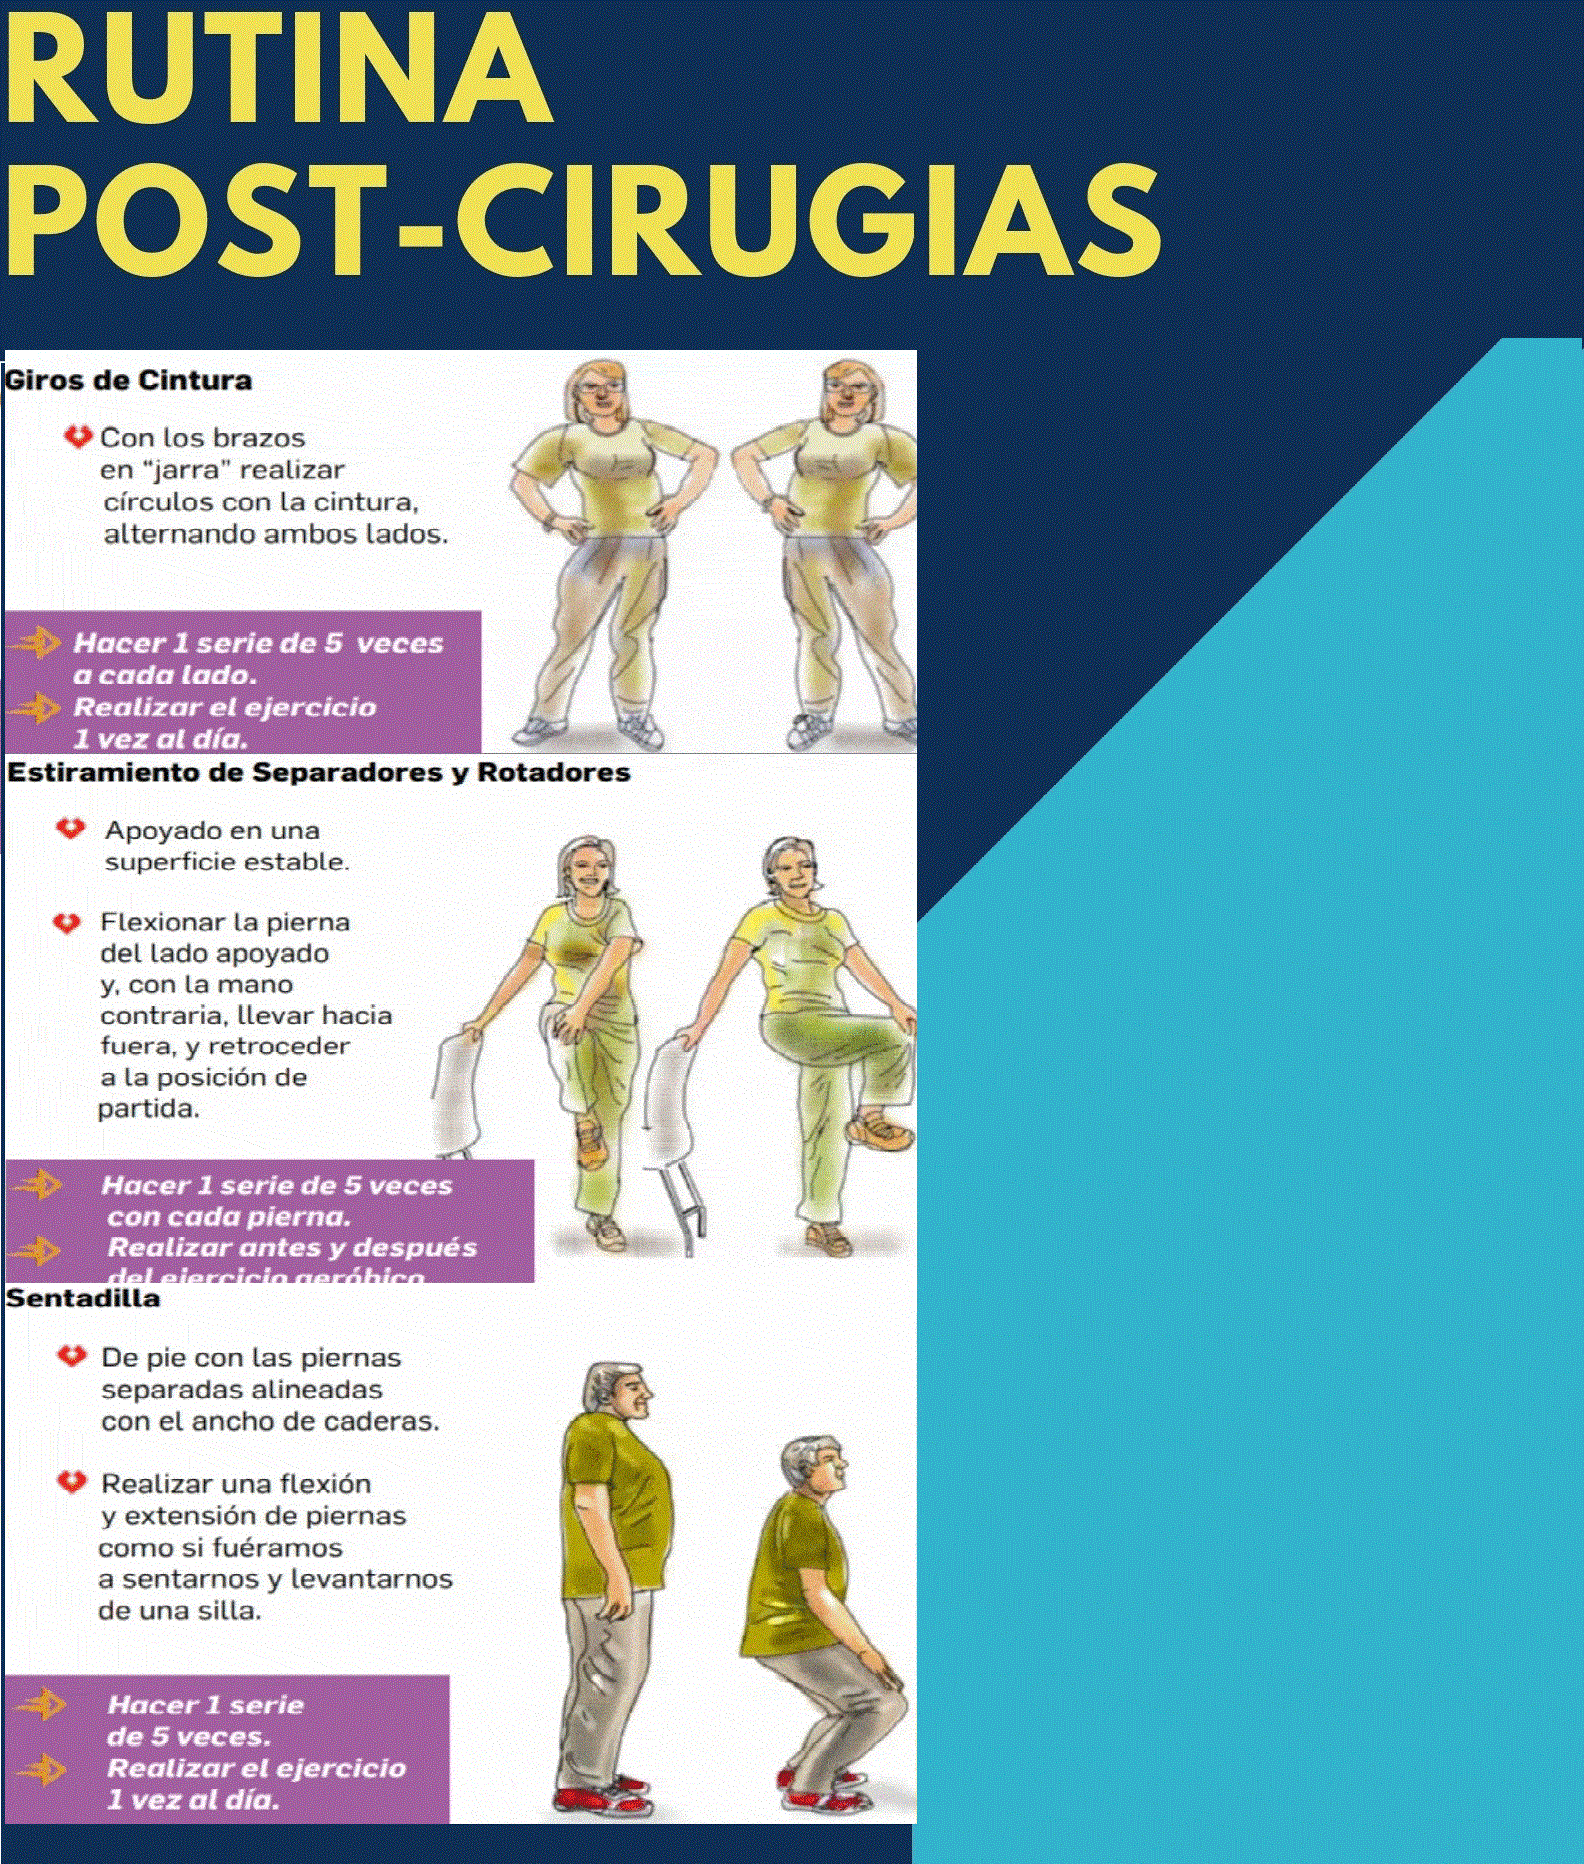 RUTINA
POST-CIRUGIAS
Giros de Cintura
Con los brazos
en “jarra” realizar
círculos con la cintura,
alternando ambos lados.
Hacer 1 serie de 5 veces
a cada lado.
Realizar el ejercicio
1 vez al día.
Estiramiento de Separadores y Rotadores
Apoyado en una
superficie estable.
Flexionar la pierna
del lado apoyado
y, con la mano
contraria, llevar hacia
fuera, y retroceder
a la posición de
partida.
Hacer 1 serie de 5 veces
con cada pierna.
Realizar antes y después
del ejercicio aeróbico
Sentadilla
De pie con las piernas
separadas alineadas
con el ancho de caderas.
Realizar una flexión
y extensión de piernas
como si fuéramos
a sentarnos y levantarnos
de una silla.
Hacer 1 serie
de 5 veces.
Realizar el ejercicio
1 vez al día.